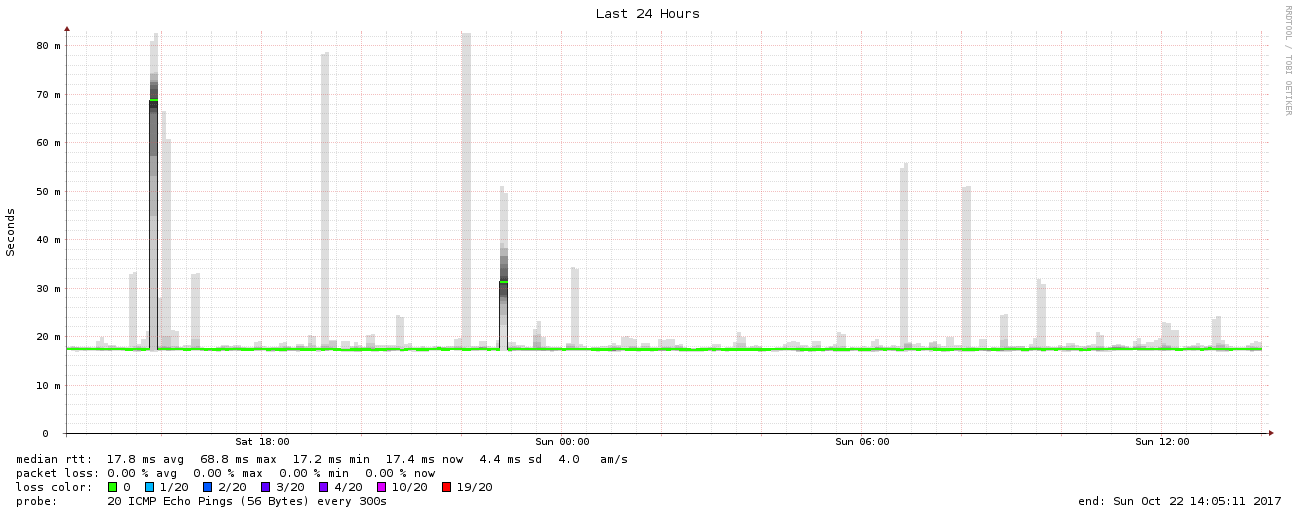 Last 24 Hours
RRDTOOL / TOBI OETIKER
Seconds
80 m
70 m
60 m
50 m
40 m
30 m
20 m
10 m
0
Sat 18:00 Sun 00:00 Sun 06:00 Sun 12:00
median rtt: 17.8 ms avg 68.8 ms max 17.2 ms min 17.4 ms now 4.4 ms sd 4.0 am/s
packet loss: 0.00 % avg 0.00 % max 0.00 % min 0.00 % now
loss color: 0 1/20 2/20 3/20 4/20 10/20 19/20
probe: 20 ICMP Echo Pings (56 Bytes) every 300s end: Sun Oct 22 14:05:11 2017